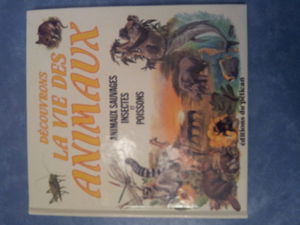 DÉCOUVRONS
LA VIE DES
ANIMAUX
ANIMAUX SAUVAGES
INSECTES
ET
POISSONS
éditions du pélican